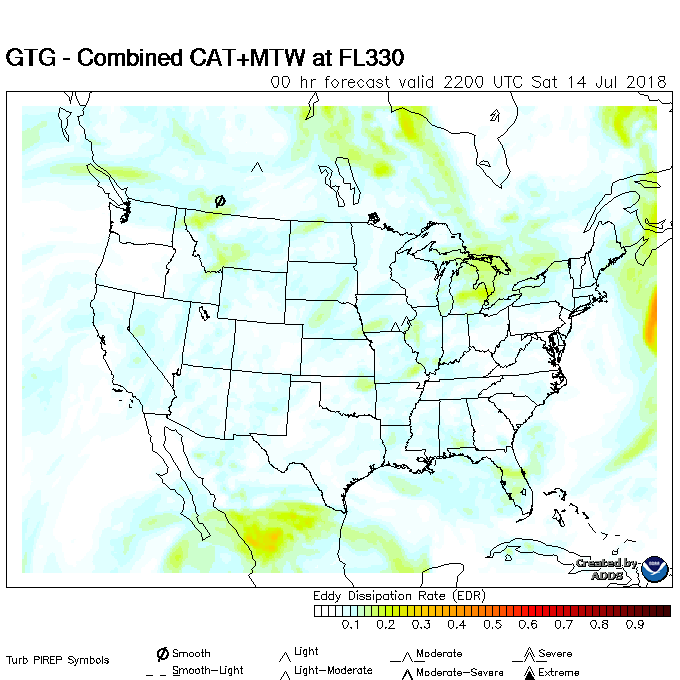 GTG - Combined CAT+MTW at FL330
00 hr forecast valid 2200 UTC Sat 14 Jul 2018
Created by
ADDS
Eddy Dissipation Rate (EDR)
0.1 0.2 0.3 0.4 0.5 0.6 0.7 0.8 0.9
Turb PIREP Symbols
Smooth Light Moderate Severe
Smooth-Light Light-Moderate Moderate-Severe Extreme